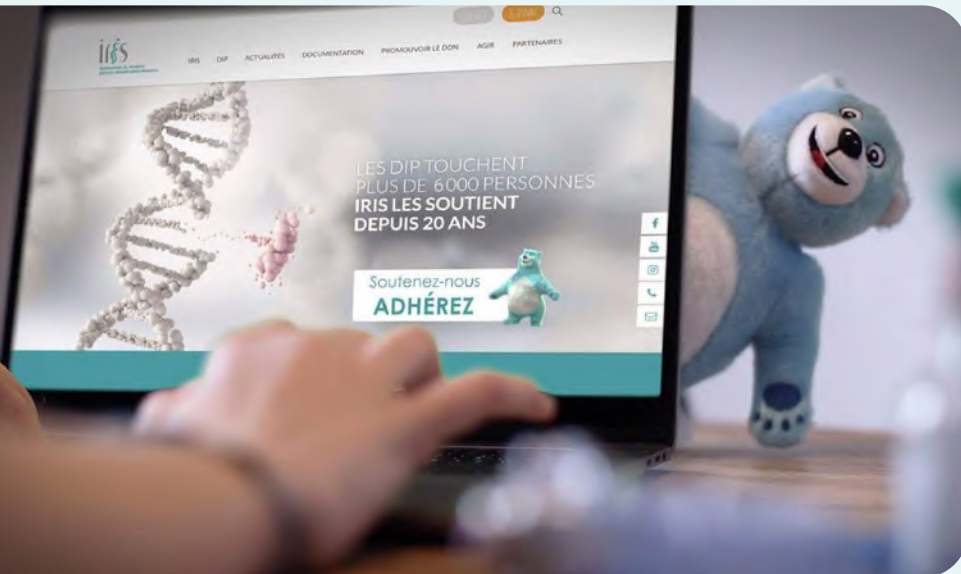 iris
IRIS DIP ACTUALITÉS DOCUMENTATION PROMOUVOIR LE DON AGIR PARTENAIRES
LES DIP TOUCHENT
PLUS DE 6000 PERSONNES
IRIS LES SOUTIENT
DEPUIS 20 ANS
Soutenez-nous
ADHÉREZ